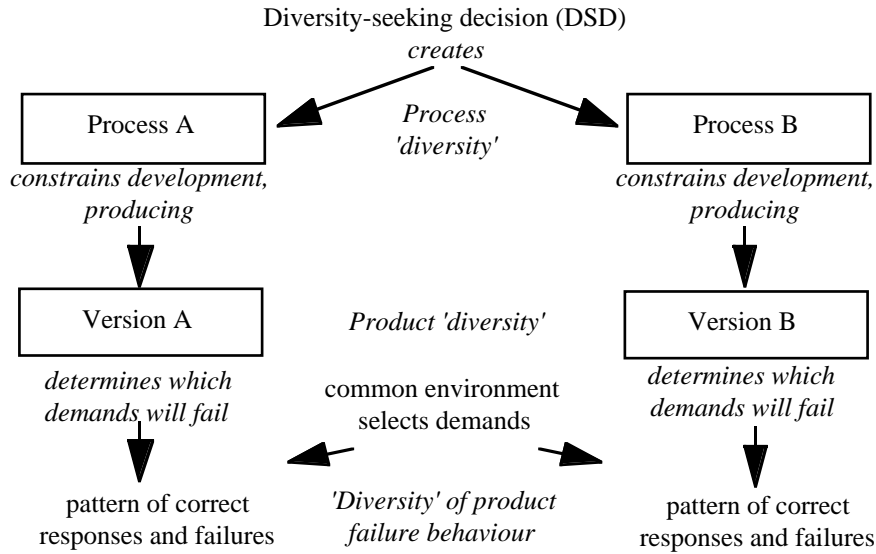 Diversity-seeking decision (DSD)
creates
Process A
Process
'diversity'
Process B
constrains development,
producing
constrains development,
producing
Version A
Product 'diversity'
Version B
determines which
demands will fail
common environment
selects demands
determines which
demands will fail
pattern of correct
responses and failures
'Diversity' of product
failure behaviour
pattern of correct
responses and failures